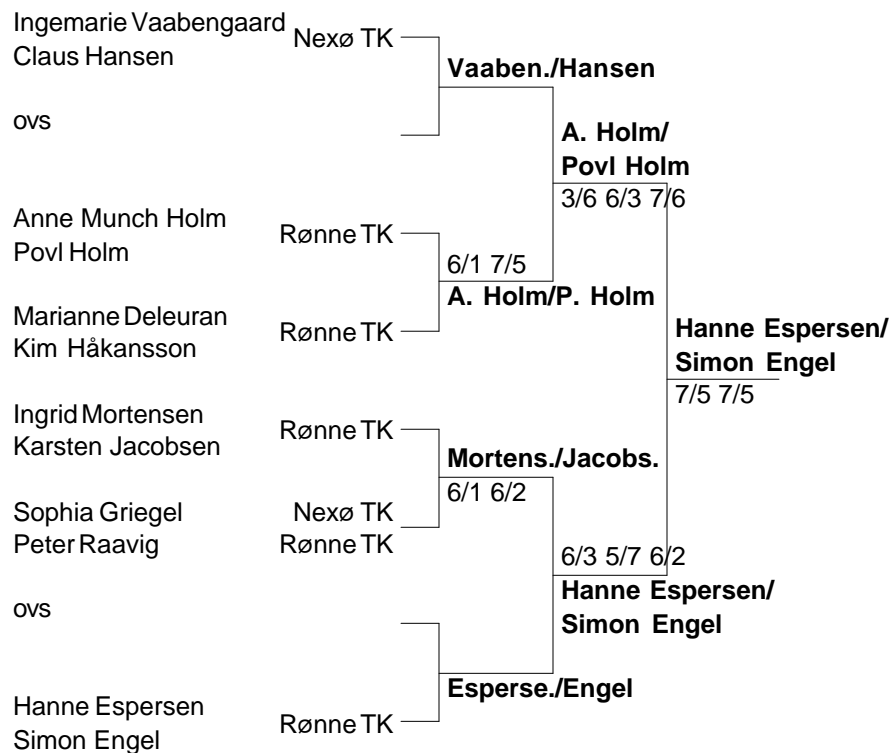 Ingemarie Vaabengaard
Claus Hansen
Nexø TK
Vaaben./Hansen
ovs
A. Holm/
Povl Holm
3/6 6/3 7/6
Anne Munch Holm
Povl Holm
Rønne TK
6/1 7/5
A. Holm/P. Holm
Marianne Deleuran
Kim Håkansson
Rønne TK
Hanne Espersen/
Simon Engel
7/5 7/5
Ingrid Mortensen
Karsten Jacobsen
Rønne TK
Mortens./Jacobs.
6/1 6/2
Sophia Griegel
Peter Raavig
Nexø TK
Rønne TK
6/3 5/7 6/2
Hanne Espersen/
Simon Engel
ovs
Esperse./Engel
Hanne Espersen
Simon Engel
Rønne TK